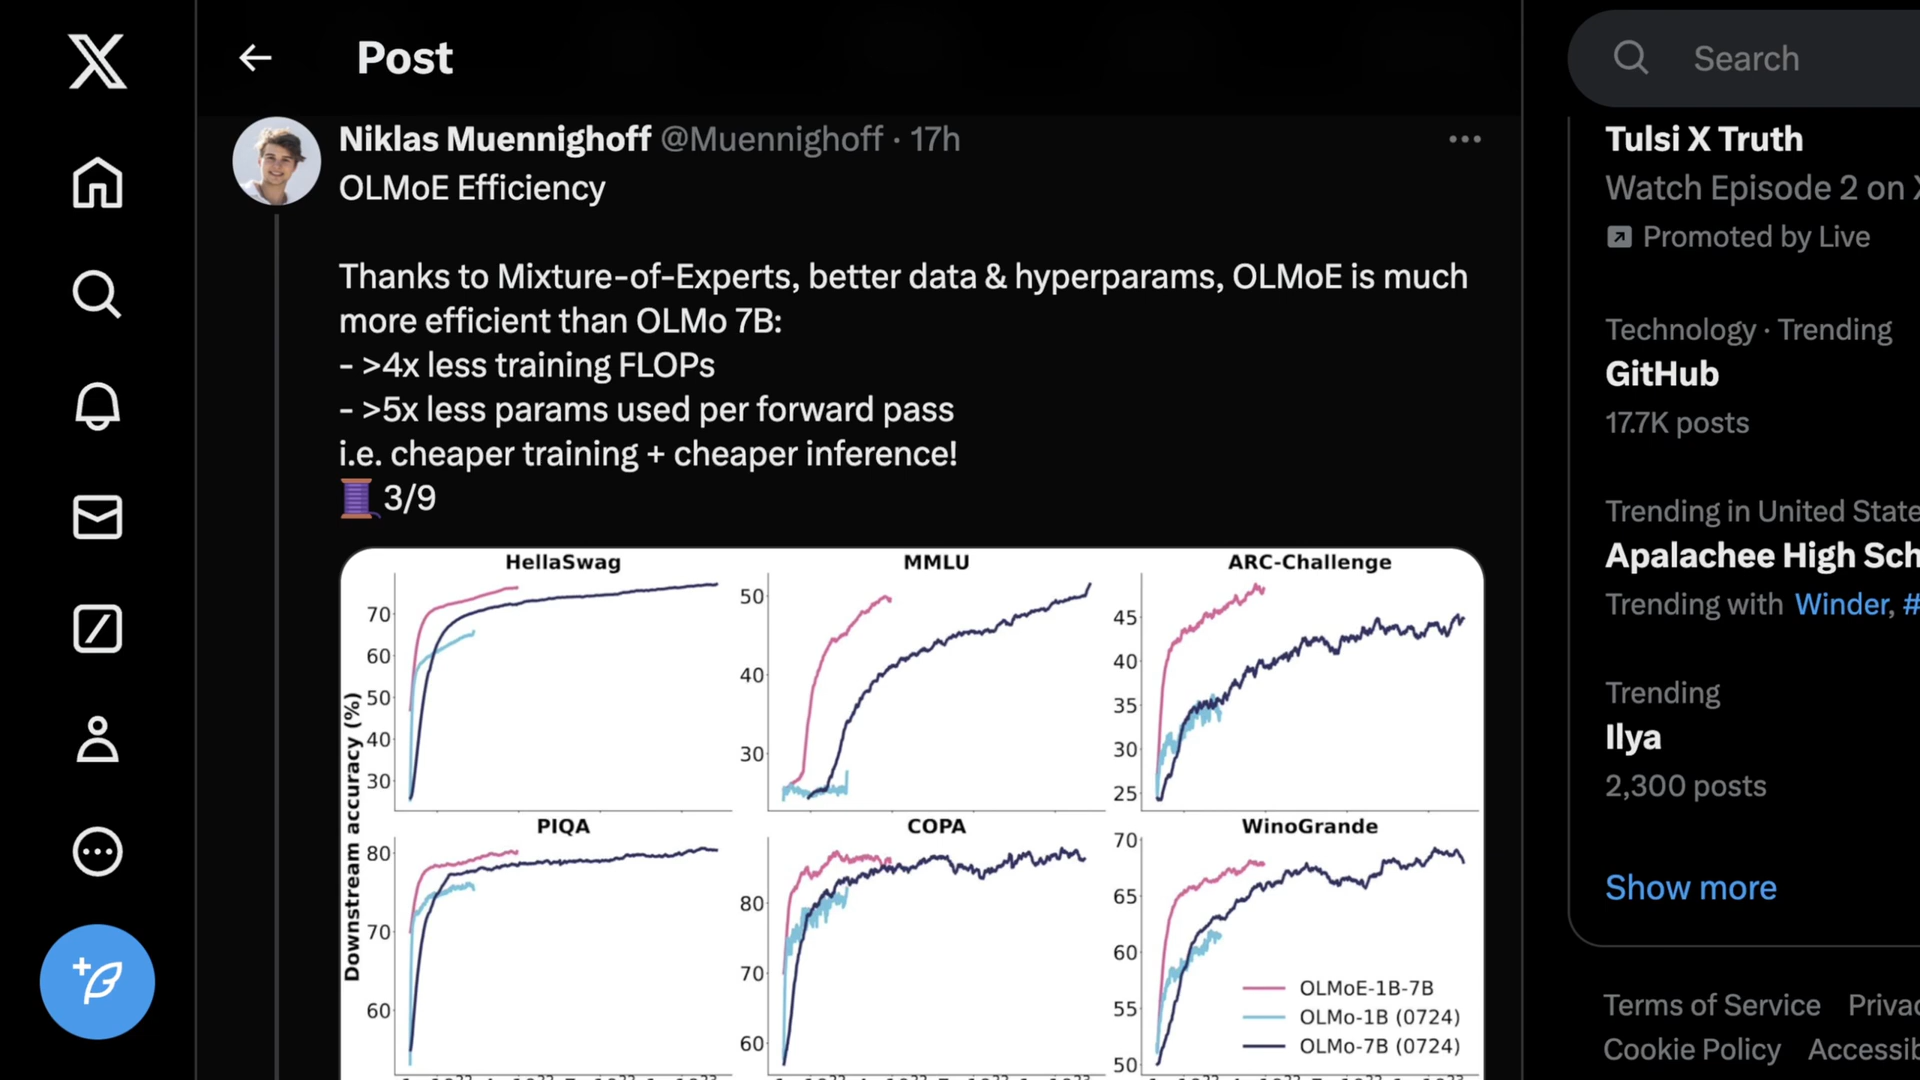 Post
Niklas Muennighoff @Muennighoff · 17h
OLMoE Efficiency
Thanks to Mixture-of-Experts, better data & hyperparams, OLMoE is much
more efficient than OLMo 7B:
- >4x less training FLOPs
- >5x less params used per forward pass
i.e. cheaper training + cheaper inference!
3/9
Downstream accuracy (%)
HellaSwag
70
60
50
40
30
MMLU
50
40
30
ARC-Challenge
45
40
35
30
25
PIQA
80
70
60
COPA
80
70
60
WinoGrande
70
65
60
55
50
OLMoE-1B-7B
OLMo-1B (0724)
OLMo-7B (0724)
Search
Tulsi X Truth
Watch Episode 2 on
Promoted by Live
Technology · Trending
GitHub
17.7K posts
Trending in United State
Apalachee High Sch
Trending with Winder, #
Trending
Ilya
2,300 posts
Show more
Terms of Service Privac
Cookie Policy Accessib